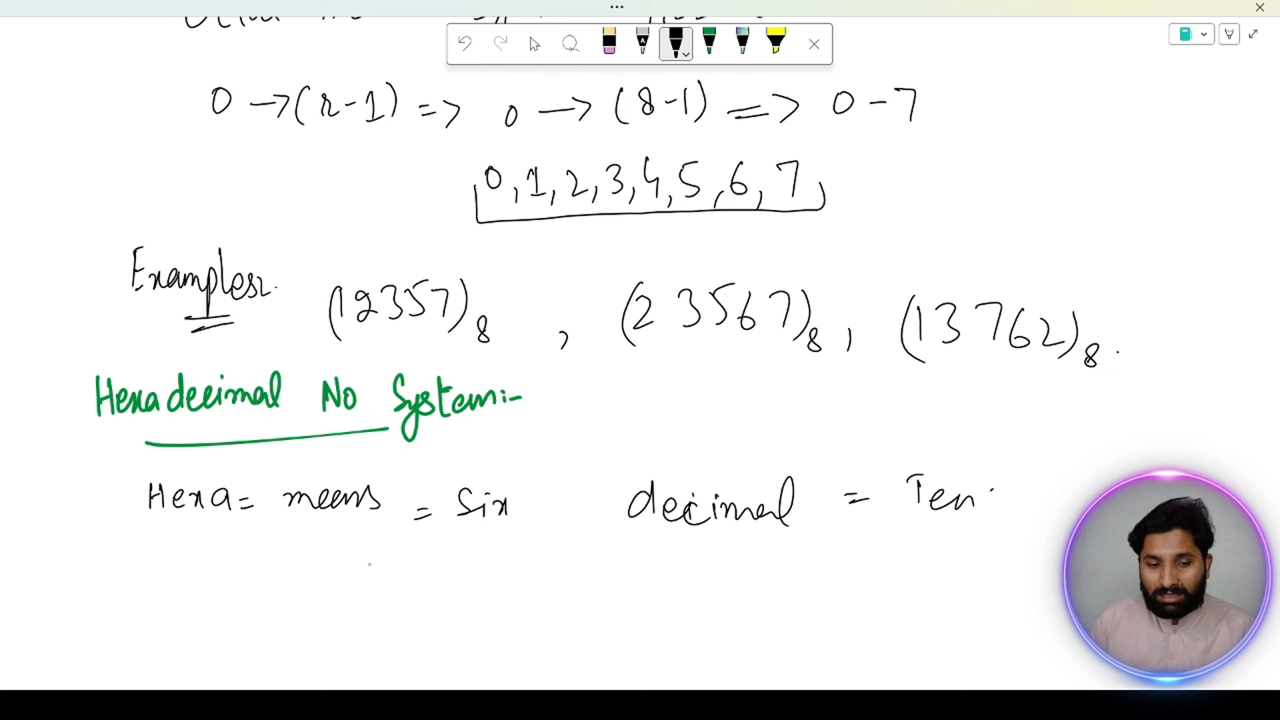 0 → (r-1) => 0 → (8-1) => 0 - 7
0, 1, 2, 3, 4, 5, 6, 7
Examples:
(12357)8 , (23567)8 , (13762)8 .
Hexadecimal No System:-
Hexa = means = Six decimal = Ten.